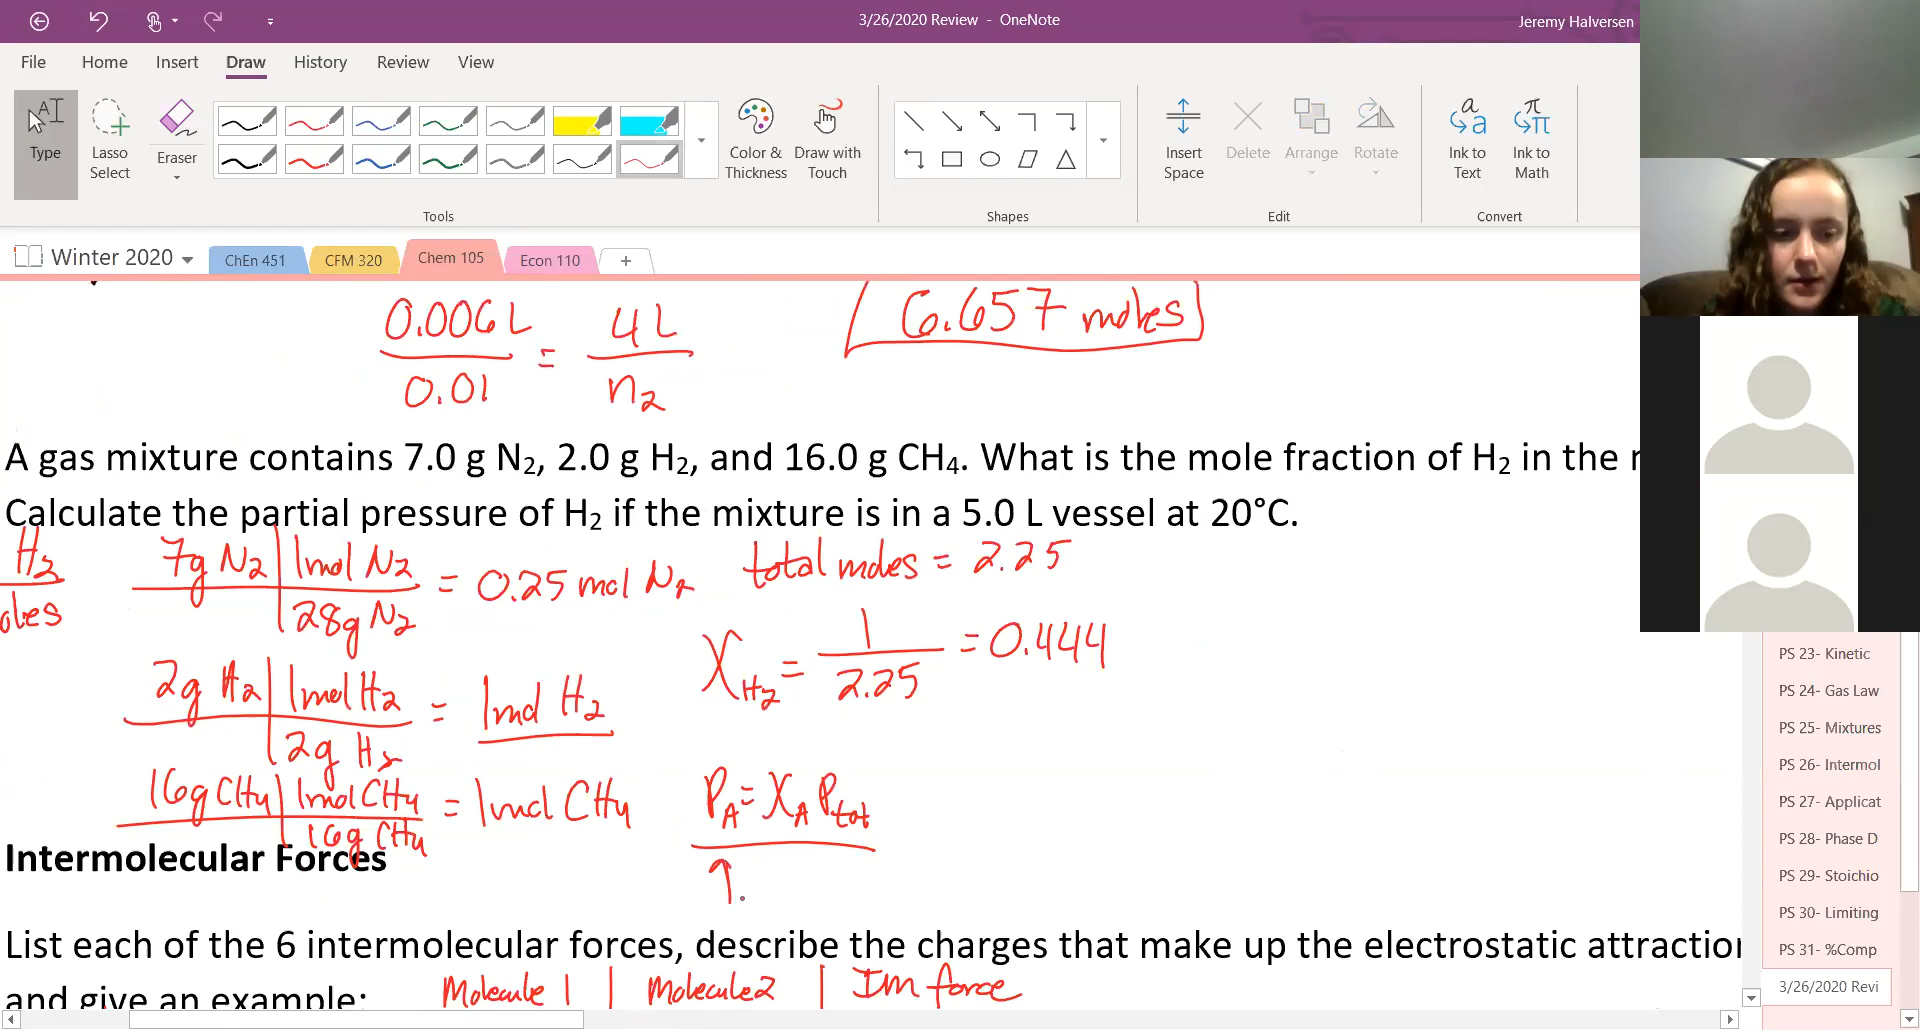 3/26/2020 Review - OneNote
Jeremy Halversen
File Home Insert Draw History Review View
Type
Lasso Select
Eraser
Color & Thickness
Draw with Touch
Insert Space
Delete
Arrange
Rotate
Ink to Text
Ink to Math
Tools
Shapes
Edit
Convert
Winter 2020
ChEn 451
CFM 320
Chem 105
Econ 110
+
0.006 L / 0.01 = 4 L / n₂
6.657 moles
A gas mixture contains 7.0 g N₂, 2.0 g H₂, and 16.0 g CH₄. What is the mole fraction of H₂ in the
Calculate the partial pressure of H₂ if the mixture is in a 5.0 L vessel at 20°C.
H₂
oles
7g N₂ | 1mol N₂ / 28g N₂ = 0.25 mol N₂
total moles = 2.25
X_H₂ = 1 / 2.25 = 0.444
2g H₂ | 1mol H₂ / 2g H₂ = 1mol H₂
16g CH4 | 1mol CH4 / 16g CH4 = 1mol CH4
P_A = X_A P_tot
Intermolecular Forces
List each of the 6 intermolecular forces, describe the charges that make up the electrostatic attraction
and give an example:
Molecule 1 | Molecule 2 | Im force
PS 23- Kinetic
PS 24- Gas Law
PS 25- Mixtures
PS 26- Intermol
PS 27- Applicat
PS 28- Phase D
PS 29- Stoichio
PS 30- Limiting
PS 31- %Comp
3/26/2020 Revi